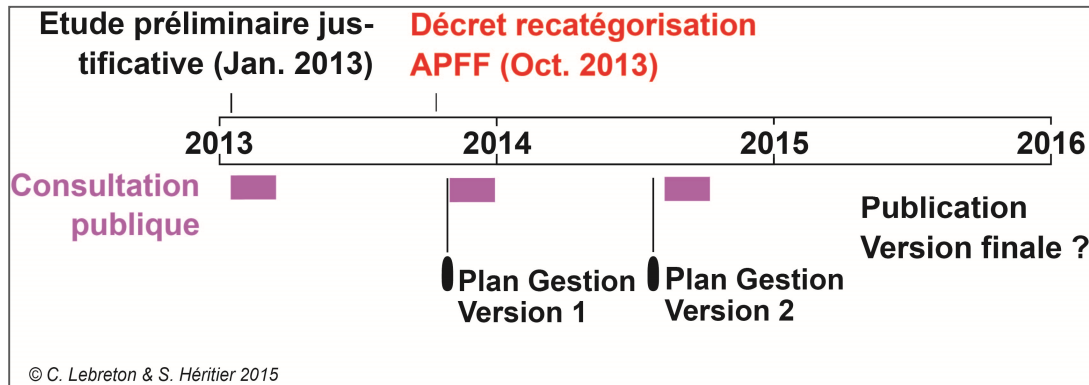 Etude préliminaire jus-
tificative (Jan. 2013)
Décret recatégorisation
APFF (Oct. 2013)
2013 2014 2015 2016
Consultation
publique
Plan Gestion
Version 1
Plan Gestion
Version 2
Publication
Version finale ?
© C. Lebreton & S. Héritier 2015